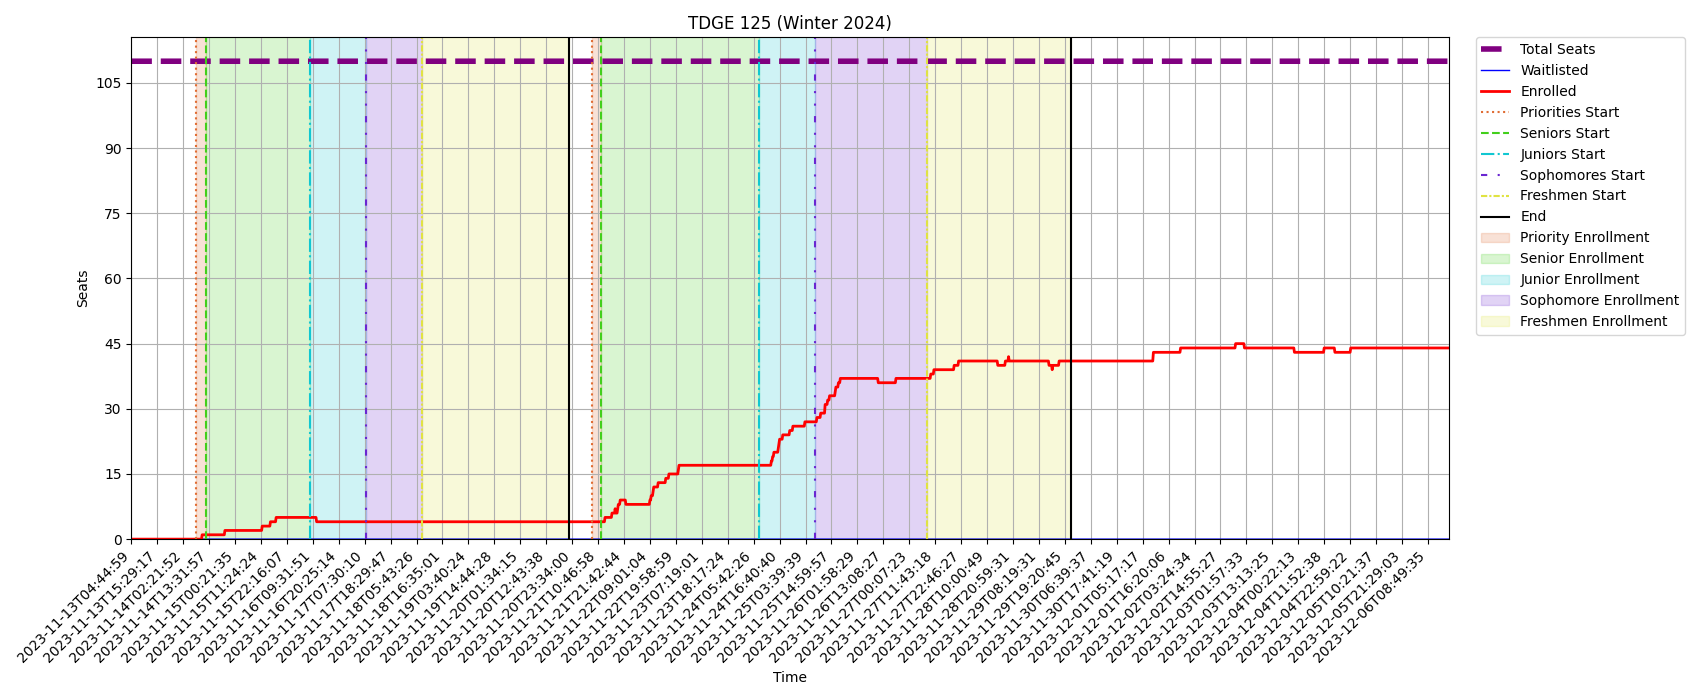 TDGE 125 (Winter 2024)
Seats
105
90
75
60
45
30
15
0
2023-11-13T04:44:59
2023-11-13T15:29:17
2023-11-14T02:21:52
2023-11-14T13:31:57
2023-11-15T00:21:35
2023-11-15T11:24:24
2023-11-15T22:16:07
2023-11-16T09:31:51
2023-11-16T20:25:14
2023-11-17T07:30:10
2023-11-17T18:29:47
2023-11-18T05:43:26
2023-11-18T16:35:01
2023-11-19T03:40:24
2023-11-19T14:44:28
2023-11-20T01:34:15
2023-11-20T12:43:38
2023-11-20T23:34:00
2023-11-21T10:46:58
2023-11-21T21:42:44
2023-11-22T09:01:04
2023-11-22T19:58:59
2023-11-23T07:19:01
2023-11-23T18:17:24
2023-11-24T05:42:26
2023-11-24T16:40:40
2023-11-25T03:39:39
2023-11-25T14:59:57
2023-11-26T01:58:29
2023-11-26T13:08:27
2023-11-27T00:07:23
2023-11-27T11:43:18
2023-11-27T22:46:27
2023-11-28T10:00:49
2023-11-28T20:59:31
2023-11-29T08:19:31
2023-11-29T19:20:45
2023-11-30T06:39:37
2023-11-30T17:41:19
2023-12-01T05:17:17
2023-12-01T16:20:06
2023-12-02T03:24:34
2023-12-02T14:55:27
2023-12-03T01:57:33
2023-12-03T13:13:25
2023-12-04T00:22:13
2023-12-04T11:52:38
2023-12-04T22:59:22
2023-12-05T10:21:37
2023-12-05T21:29:03
2023-12-06T08:49:35
Time
Total Seats
Waitlisted
Enrolled
Priorities Start
Seniors Start
Juniors Start
Sophomores Start
Freshmen Start
End
Priority Enrollment
Senior Enrollment
Junior Enrollment
Sophomore Enrollment
Freshmen Enrollment